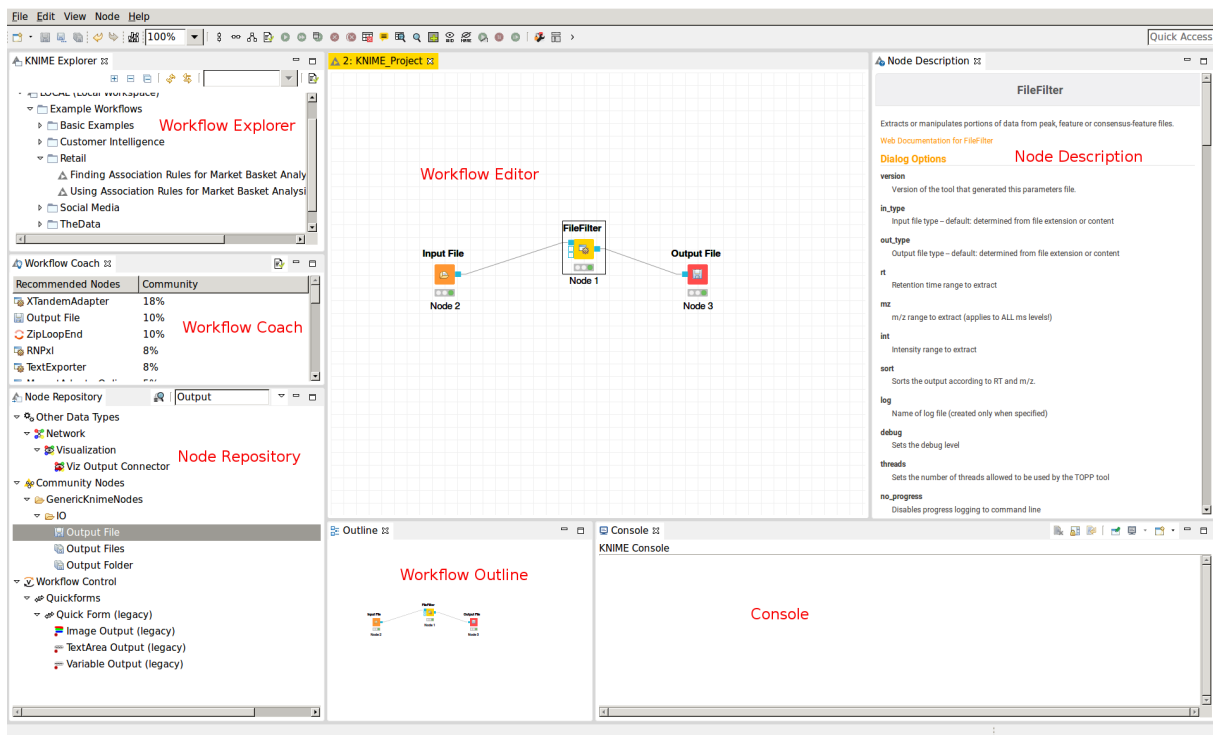 File Edit View Node Help
100%
Quick Access
KNIME Explorer
LOCAL (Local Workspace)
Example Workflows
Basic Examples
Workflow Explorer
Customer Intelligence
Retail
Finding Association Rules for Market Basket Analy
Using Association Rules for Market Basket Analysi
Social Media
TheData
Workflow Coach
Recommended Nodes Community
XTandemAdapter 18%
Output File 10%
Workflow Coach
ZipLoopEnd 10%
RNPxl 8%
TextExporter 8%
Node Repository Output
Other Data Types
Network
Visualization
Node Repository
Viz Output Connector
Community Nodes
GenericKnimeNodes
IO
Output File
Output Files
Output Folder
Workflow Control
Quickforms
Quick Form (legacy)
Image Output (legacy)
TextArea Output (legacy)
Variable Output (legacy)
2: KNIME_Project
Workflow Editor
FileFilter
Input File
Output File
Node 1
Node 2
Node 3
Outline
Workflow Outline
FileFilter
Input File
Output File
Node 1
Node 2
Node 3
Console
KNIME Console
Console
Node Description
FileFilter
Extracts or manipulates portions of data from peak, feature or consensus-feature files.
Web Documentation for FileFilter
Node Description
Dialog Options
version
Version of the tool that generated this parameters file.
in_type
Input file type – default: determined from file extension or content
out_type
Output file type – default: determined from file extension or content
rt
Retention time range to extract
mz
m/z range to extract (applies to ALL ms levels!)
int
Intensity range to extract
sort
Sorts the output according to RT and m/z.
log
Name of log file (created only when specified)
debug
Sets the debug level
threads
Sets the number of threads allowed to be used by the TOPP tool
no_progress
Disables progress logging to command line